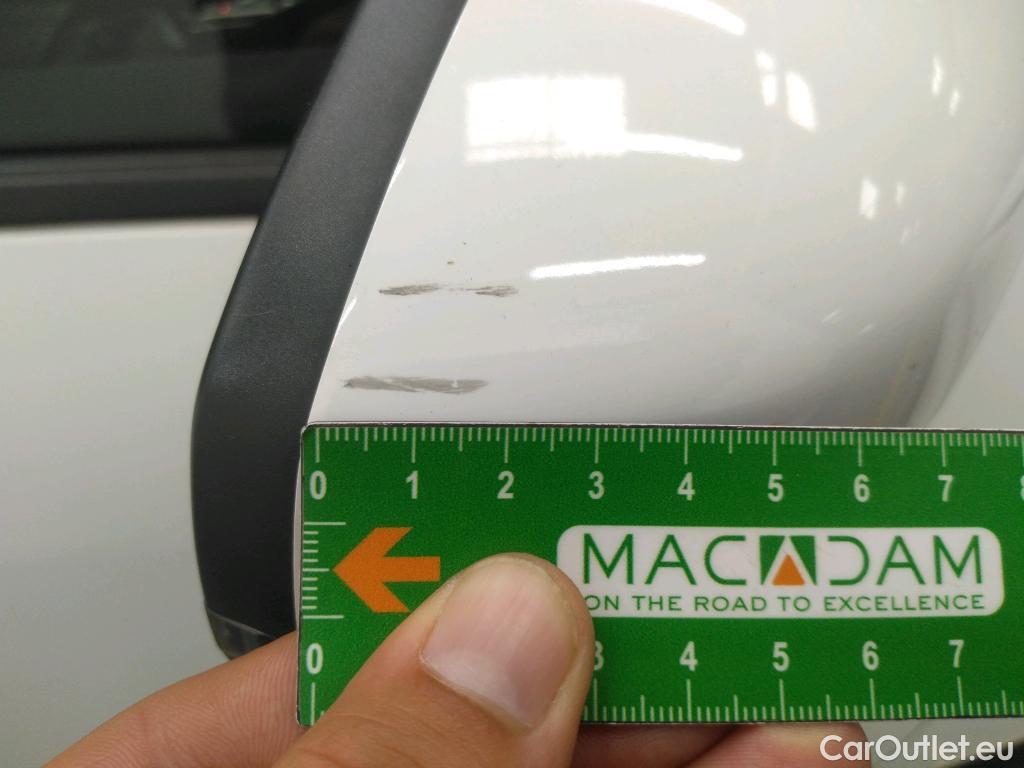 0 1 2 3 4 5 6 7
MACADAM
ON THE ROAD TO EXCELLENCE
0 3 4 5 6 7
CarOutlet.eu